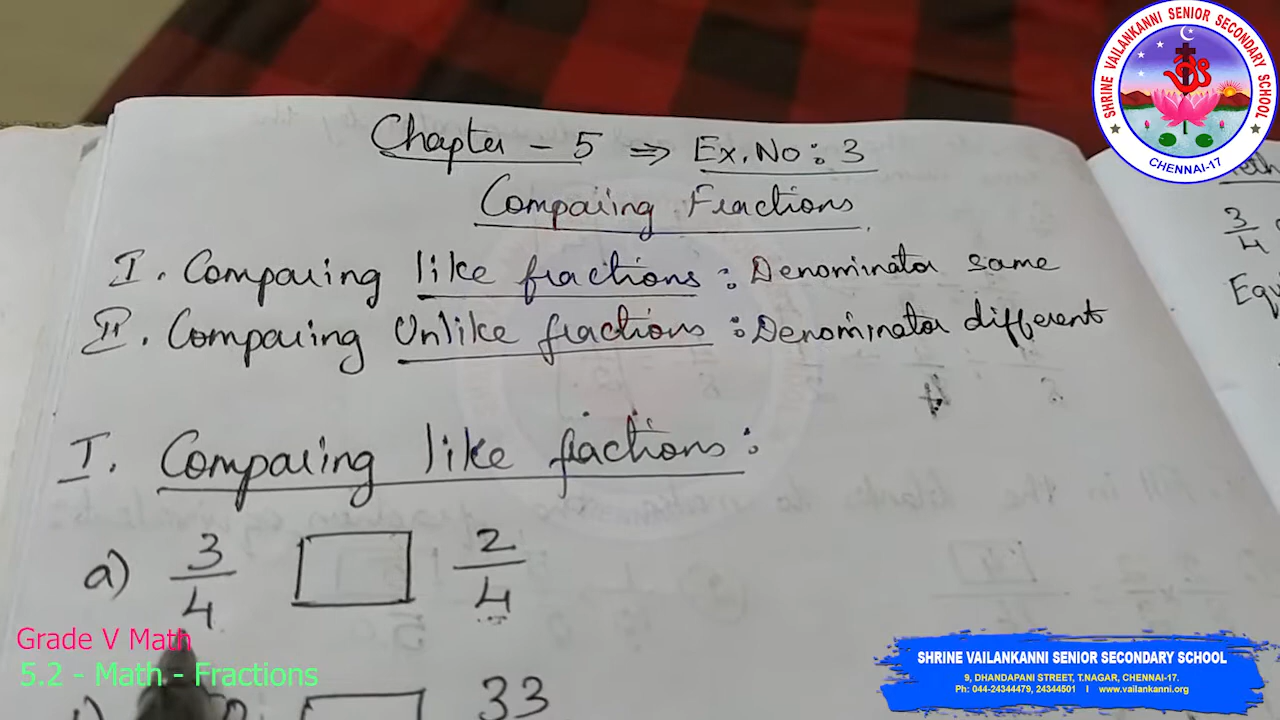 SHRINE VAILANKANNI SENIOR SECONDARY SCHOOL
CHENNAI-17
Chapter - 5 ⇒ Ex.No: 3
Comparing Fractions
I. Comparing like fractions : Denominator same
II. Comparing Unlike fractions : Denominator different
I. Comparing like fractions :
a) 3/4 □ 2/4
33
3/4
Grade V Math
5.2 - Math - Fractions
SHRINE VAILANKANNI SENIOR SECONDARY SCHOOL
9, DHANDAPANI STREET, T.NAGAR, CHENNAI-17.
Ph: 044-24344479, 24344501 I www.vailankanni.org